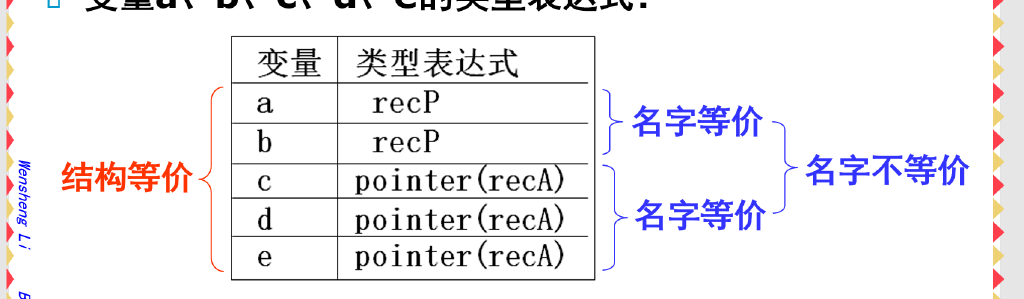 变量a、b、c、d、e的类型表达式：
变量 类型表达式
a recP
b recP
c pointer(recA)
d pointer(recA)
e pointer(recA)
结构等价
名字等价
名字等价
名字不等价
Wensheng Li